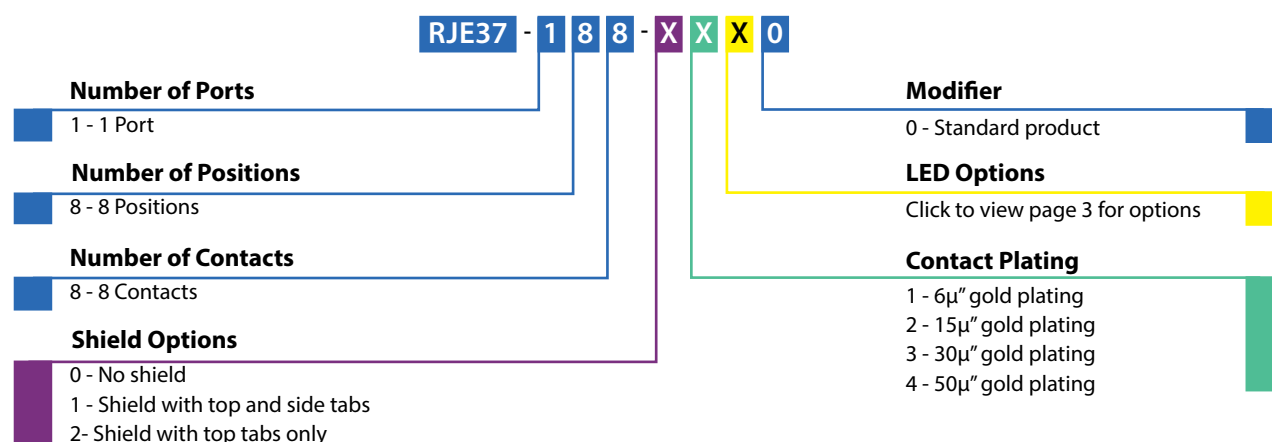 RJE37 - 1 8 8 - X X X 0
Number of Ports
1 - 1 Port
Number of Positions
8 - 8 Positions
Number of Contacts
8 - 8 Contacts
Shield Options
0 - No shield
1 - Shield with top and side tabs
2- Shield with top tabs only
Modifier
0 - Standard product
LED Options
Click to view page 3 for options
Contact Plating
1 - 6µ” gold plating
2 - 15µ” gold plating
3 - 30µ” gold plating
4 - 50µ” gold plating